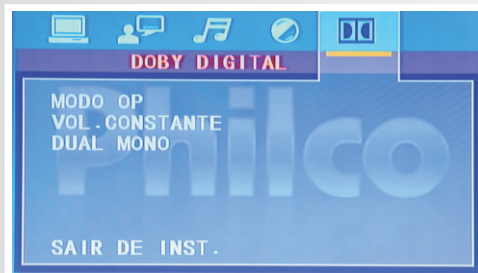 DOBY DIGITAL
MODO OP
VOL.CONSTANTE
DUAL MONO
Philco
SAIR DE INST.